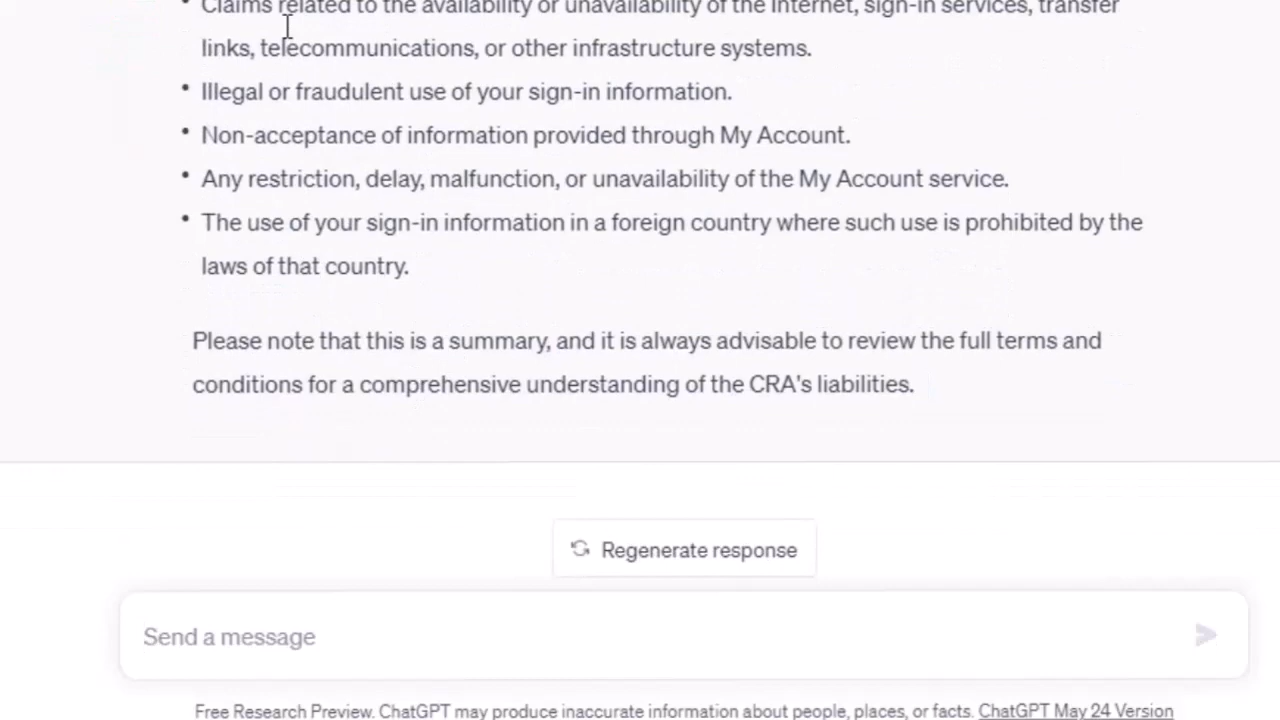 • Claims related to the availability or unavailability of the Internet, sign-in services, transfer
links, telecommunications, or other infrastructure systems.
• Illegal or fraudulent use of your sign-in information.
• Non-acceptance of information provided through My Account.
• Any restriction, delay, malfunction, or unavailability of the My Account service.
• The use of your sign-in information in a foreign country where such use is prohibited by the
laws of that country.
Please note that this is a summary, and it is always advisable to review the full terms and
conditions for a comprehensive understanding of the CRA's liabilities.
Regenerate response
Send a message
Free Research Preview. ChatGPT may produce inaccurate information about people, places, or facts. ChatGPT May 24 Version